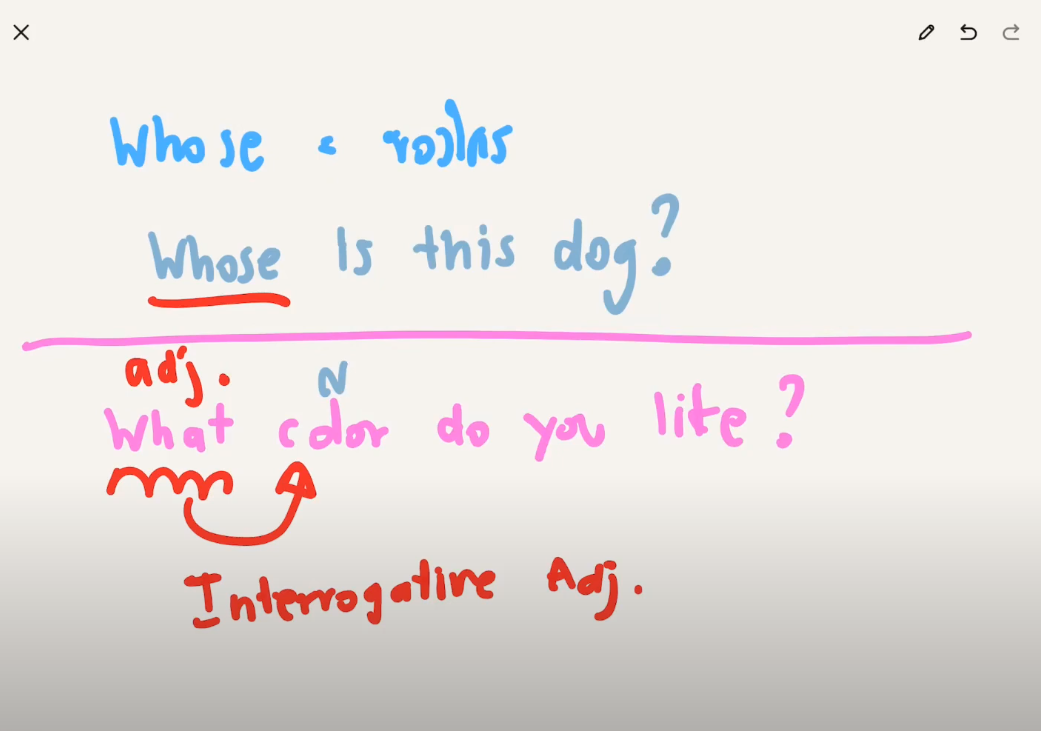 Whose = ของใคร
Whose Is this dog?
adj. N
What color do you like?
Interrogative Adj.